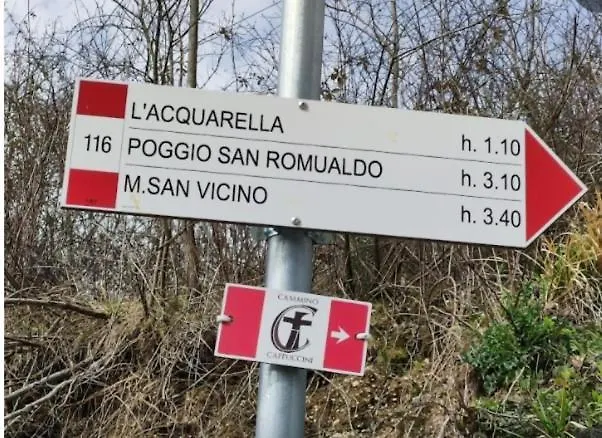 L'ACQUARELLA h. 1.10
116 POGGIO SAN ROMUALDO h. 3.10
M.SAN VICINO h. 3.40
CAMMINO
CAPPUCCINI